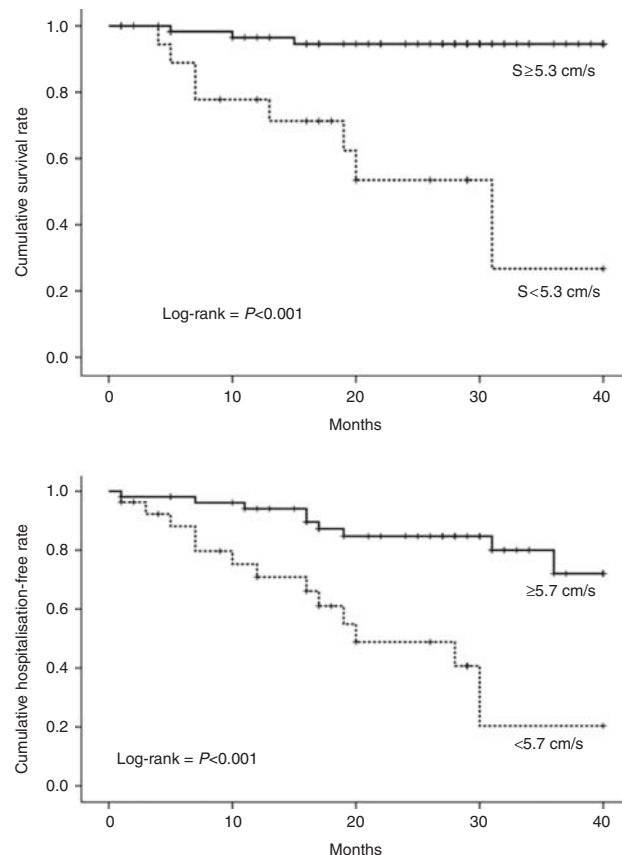 Cumulative survival rate
1.0
0.8
0.6
0.4
0.2
0.0
S≥5.3 cm/s
S<5.3 cm/s
Log-rank = P<0.001
0 10 20 30 40
Months
Cumulative hospitalisation-free rate
1.0
0.8
0.6
0.4
0.2
0.0
≥5.7 cm/s
<5.7 cm/s
Log-rank = P<0.001
0 10 20 30 40
Months